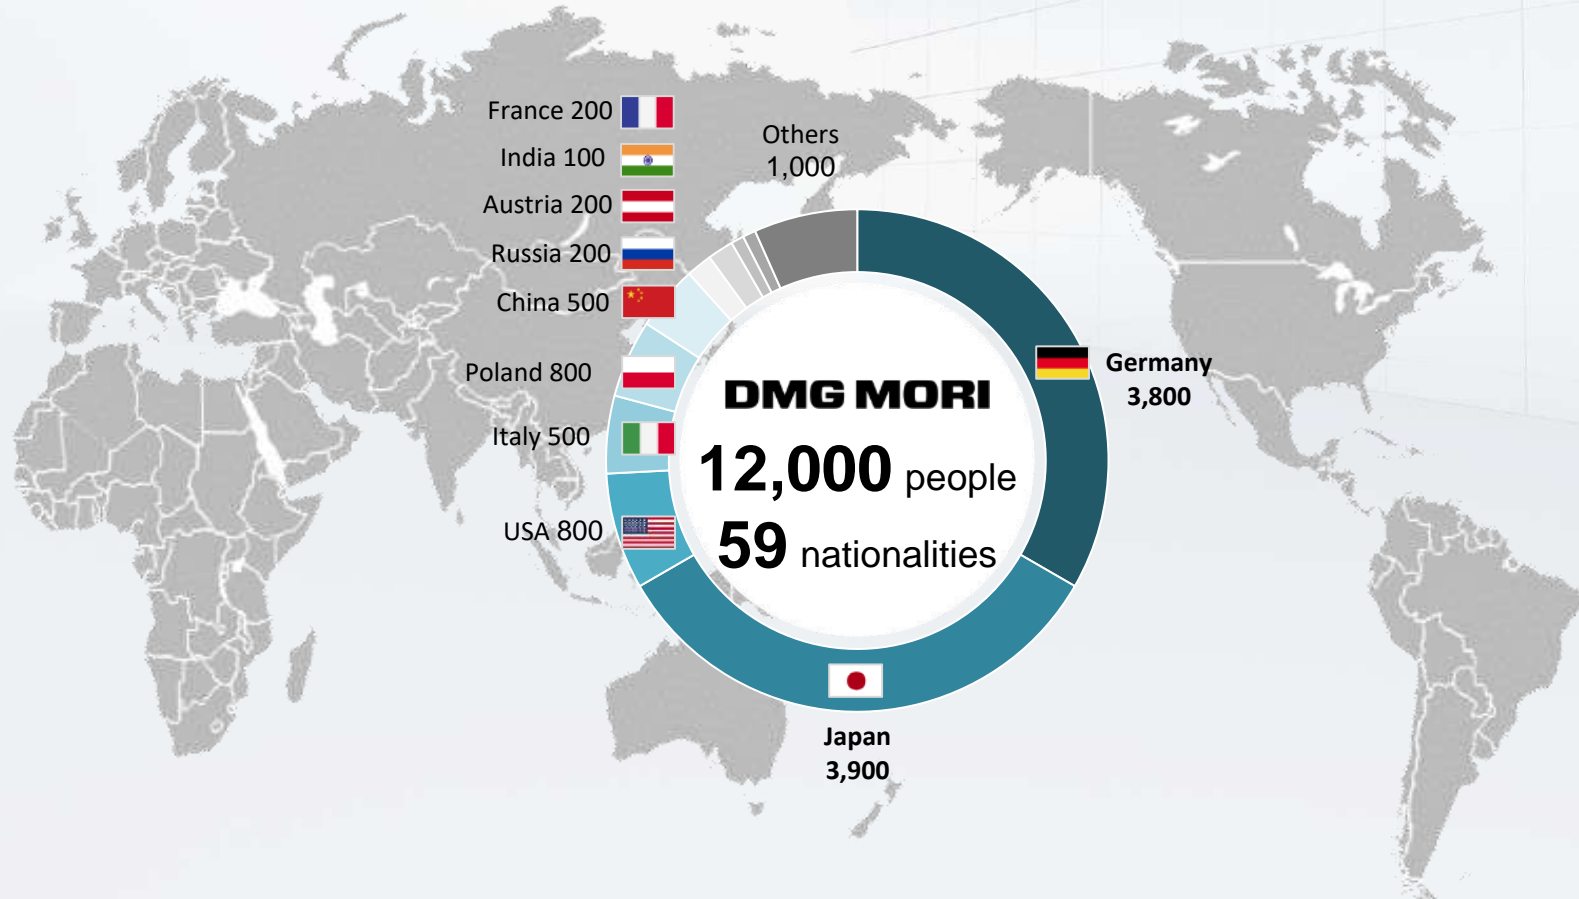 France 200
India 100
Austria 200
Russia 200
China 500
Poland 800
Italy 500
USA 800
Others
1,000
Germany
3,800
DMG MORI
12,000 people
59 nationalities
Japan
3,900